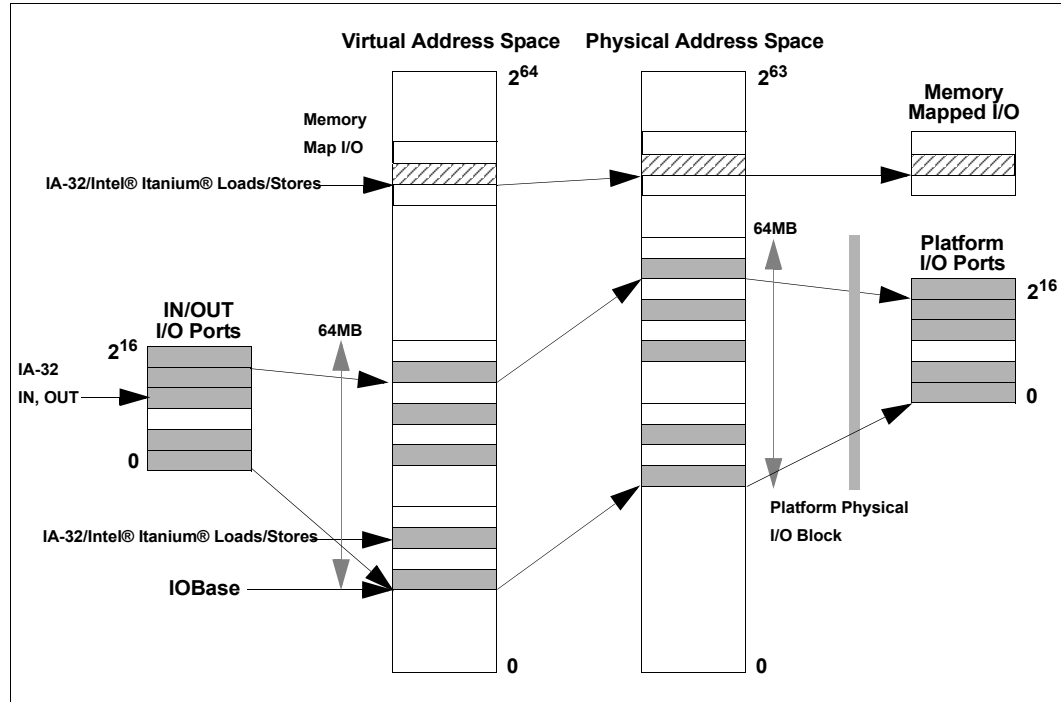 Virtual Address Space
Physical Address Space
2^64
2^63
Memory
Mapped I/O
Memory
Map I/O
IA-32/Intel® Itanium® Loads/Stores
64MB
Platform
I/O Ports
2^16
IN/OUT
I/O Ports
64MB
2^16
IA-32
IN, OUT
0
0
Platform Physical
I/O Block
IA-32/Intel® Itanium® Loads/Stores
IOBase
0
0